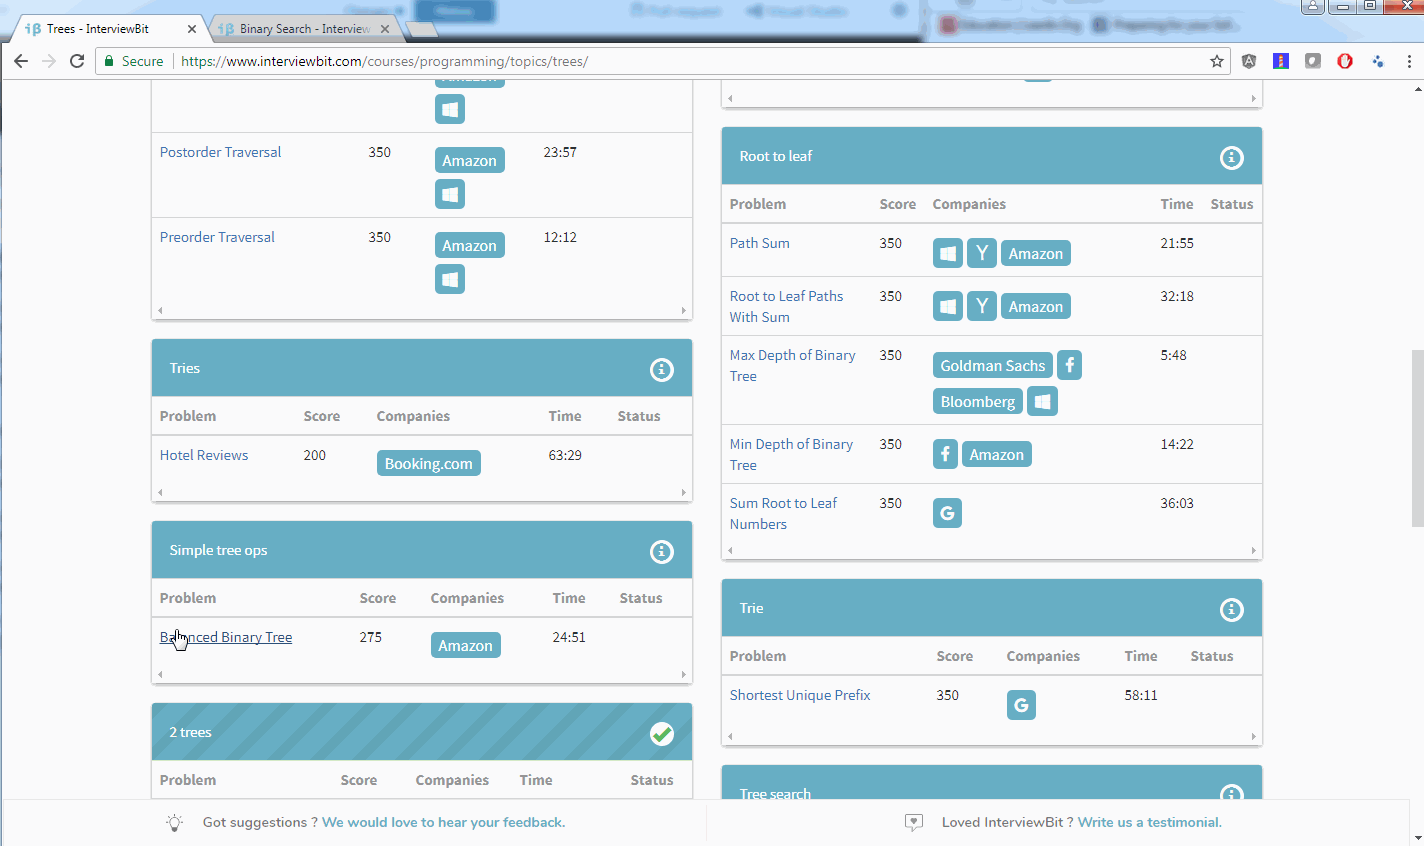 Trees - InterviewBit
Binary Search - Interview
Secure
https://www.interviewbit.com/courses/programming/topics/trees/
Postorder Traversal 350 Amazon 23:57
Preorder Traversal 350 Amazon 12:12
Tries
Problem Score Companies Time Status
Hotel Reviews 200 Booking.com 63:29
Simple tree ops
Problem Score Companies Time Status
Balanced Binary Tree 275 Amazon 24:51
2 trees
Problem Score Companies Time Status
Root to leaf
Problem Score Companies Time Status
Path Sum 350 Y Amazon 21:55
Root to Leaf Paths 350 Y Amazon 32:18
With Sum
Max Depth of Binary 350 Goldman Sachs f 5:48
Tree
Bloomberg
Min Depth of Binary 350 f Amazon 14:22
Tree
Sum Root to Leaf 350 G 36:03
Numbers
Trie
Problem Score Companies Time Status
Shortest Unique Prefix 350 G 58:11
Tree search
Got suggestions ? We would love to hear your feedback.
Loved InterviewBit ? Write us a testimonial.